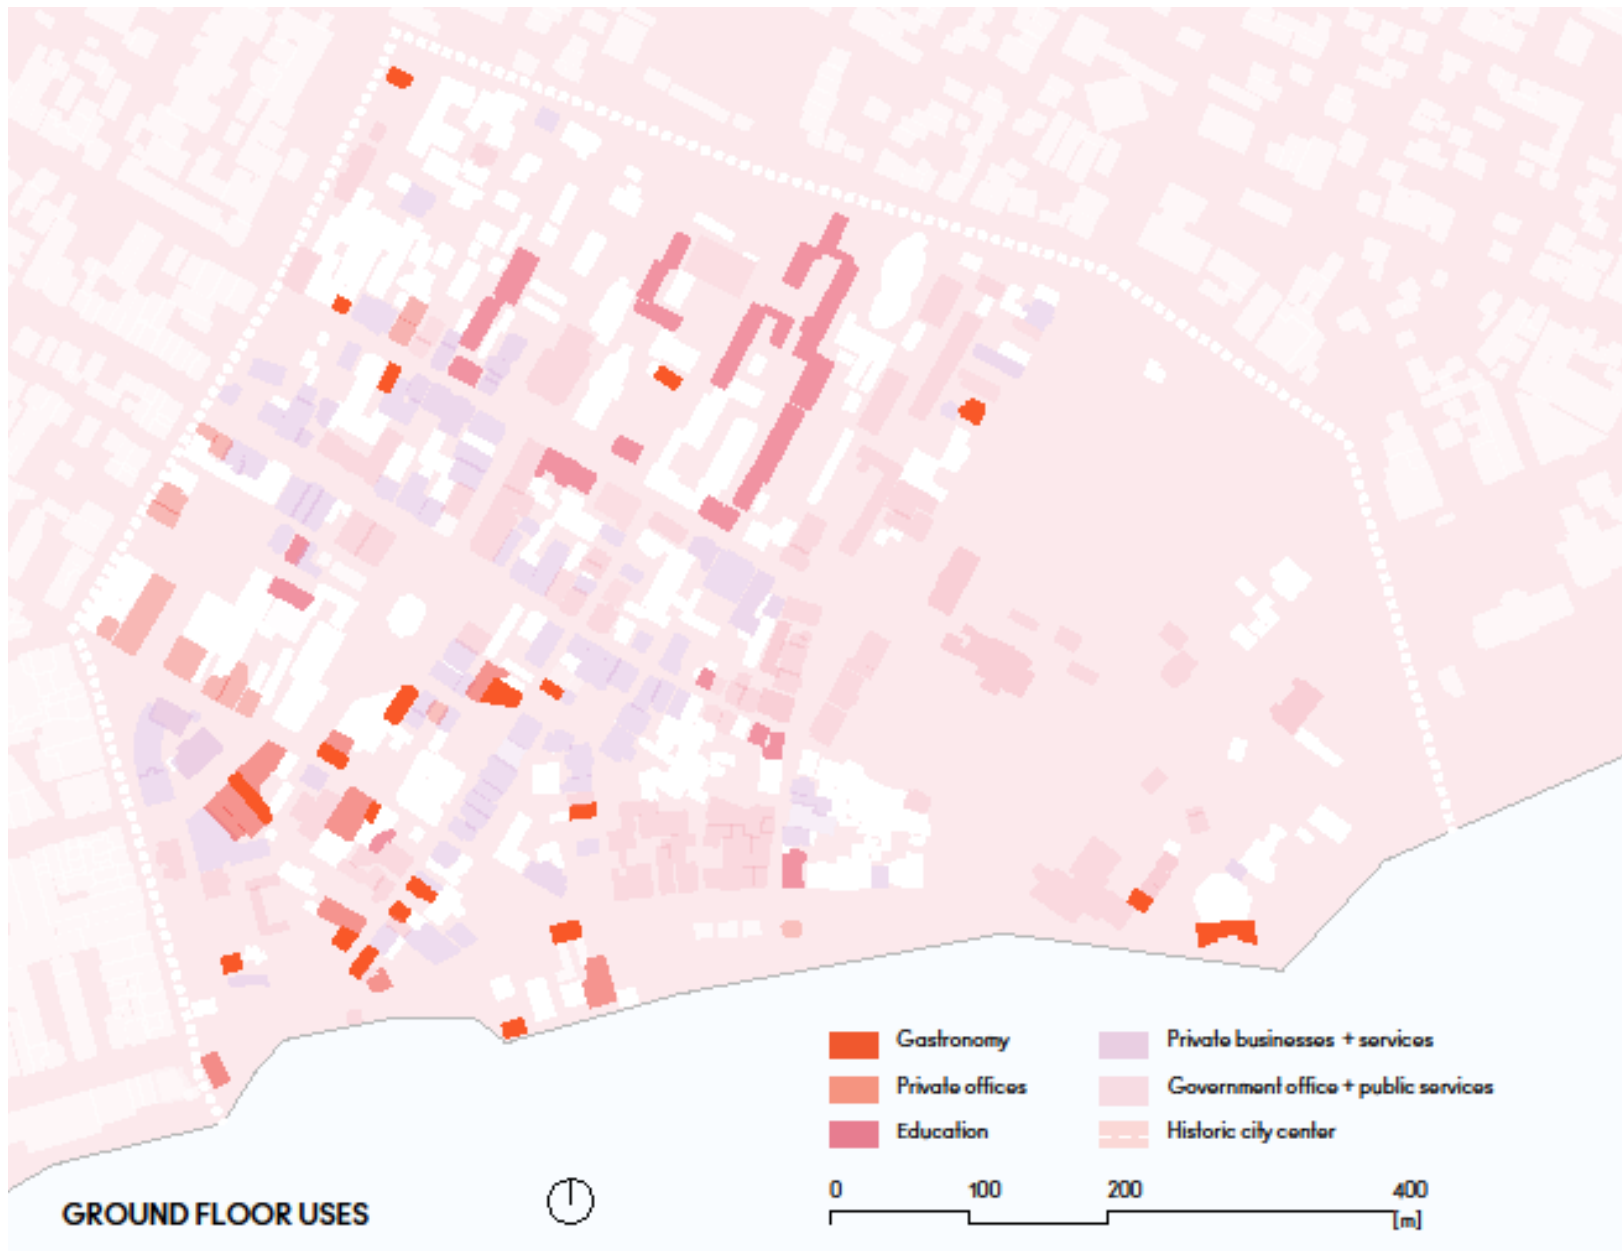 Gastronomy
Private offices
Education
Private businesses + services
Government office + public services
Historic city center
0 100 200 400
[m]
GROUND FLOOR USES